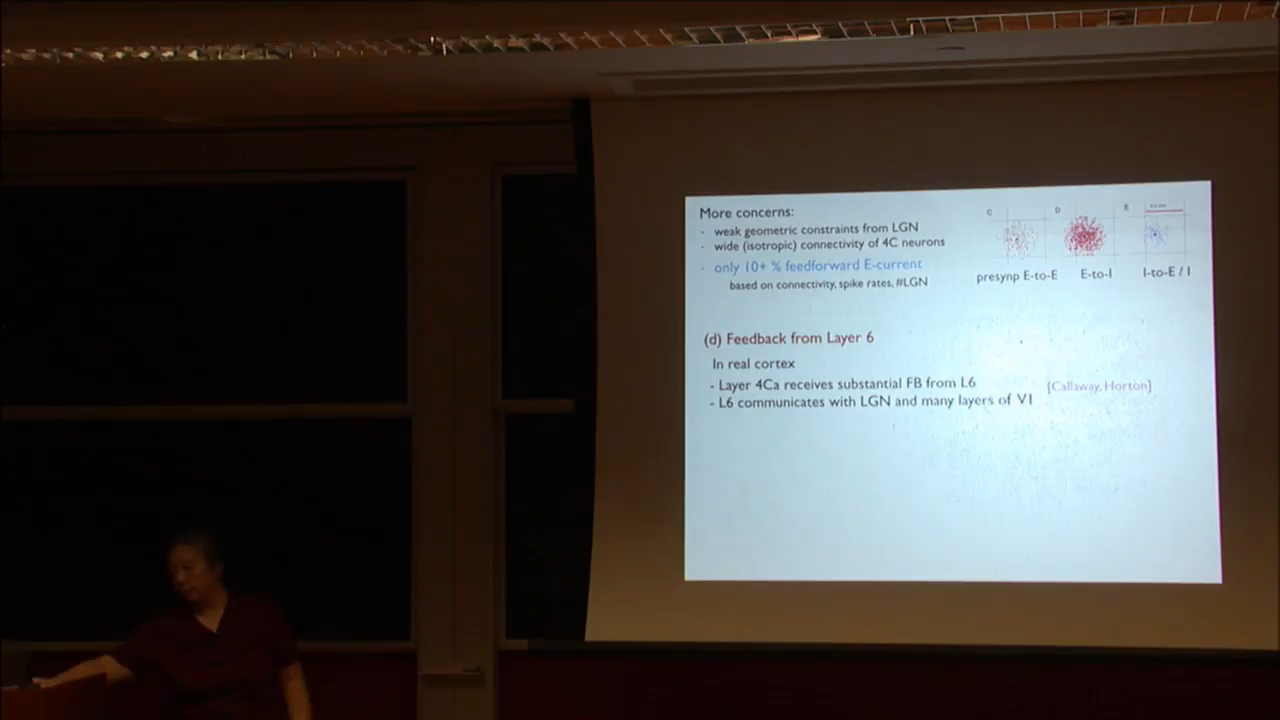 More concerns:
· weak geometric constraints from LGN
· wide (isotropic) connectivity of 4C neurons
· only 10+ % feedforward E-current
based on connectivity, spike rates, #LGN
C D E
presynp E-to-E E-to-I I-to-E / I
(d) Feedback from Layer 6
In real cortex
- Layer 4Ca receives substantial FB from L6 [Callaway, Horton]
- L6 communicates with LGN and many layers of V1